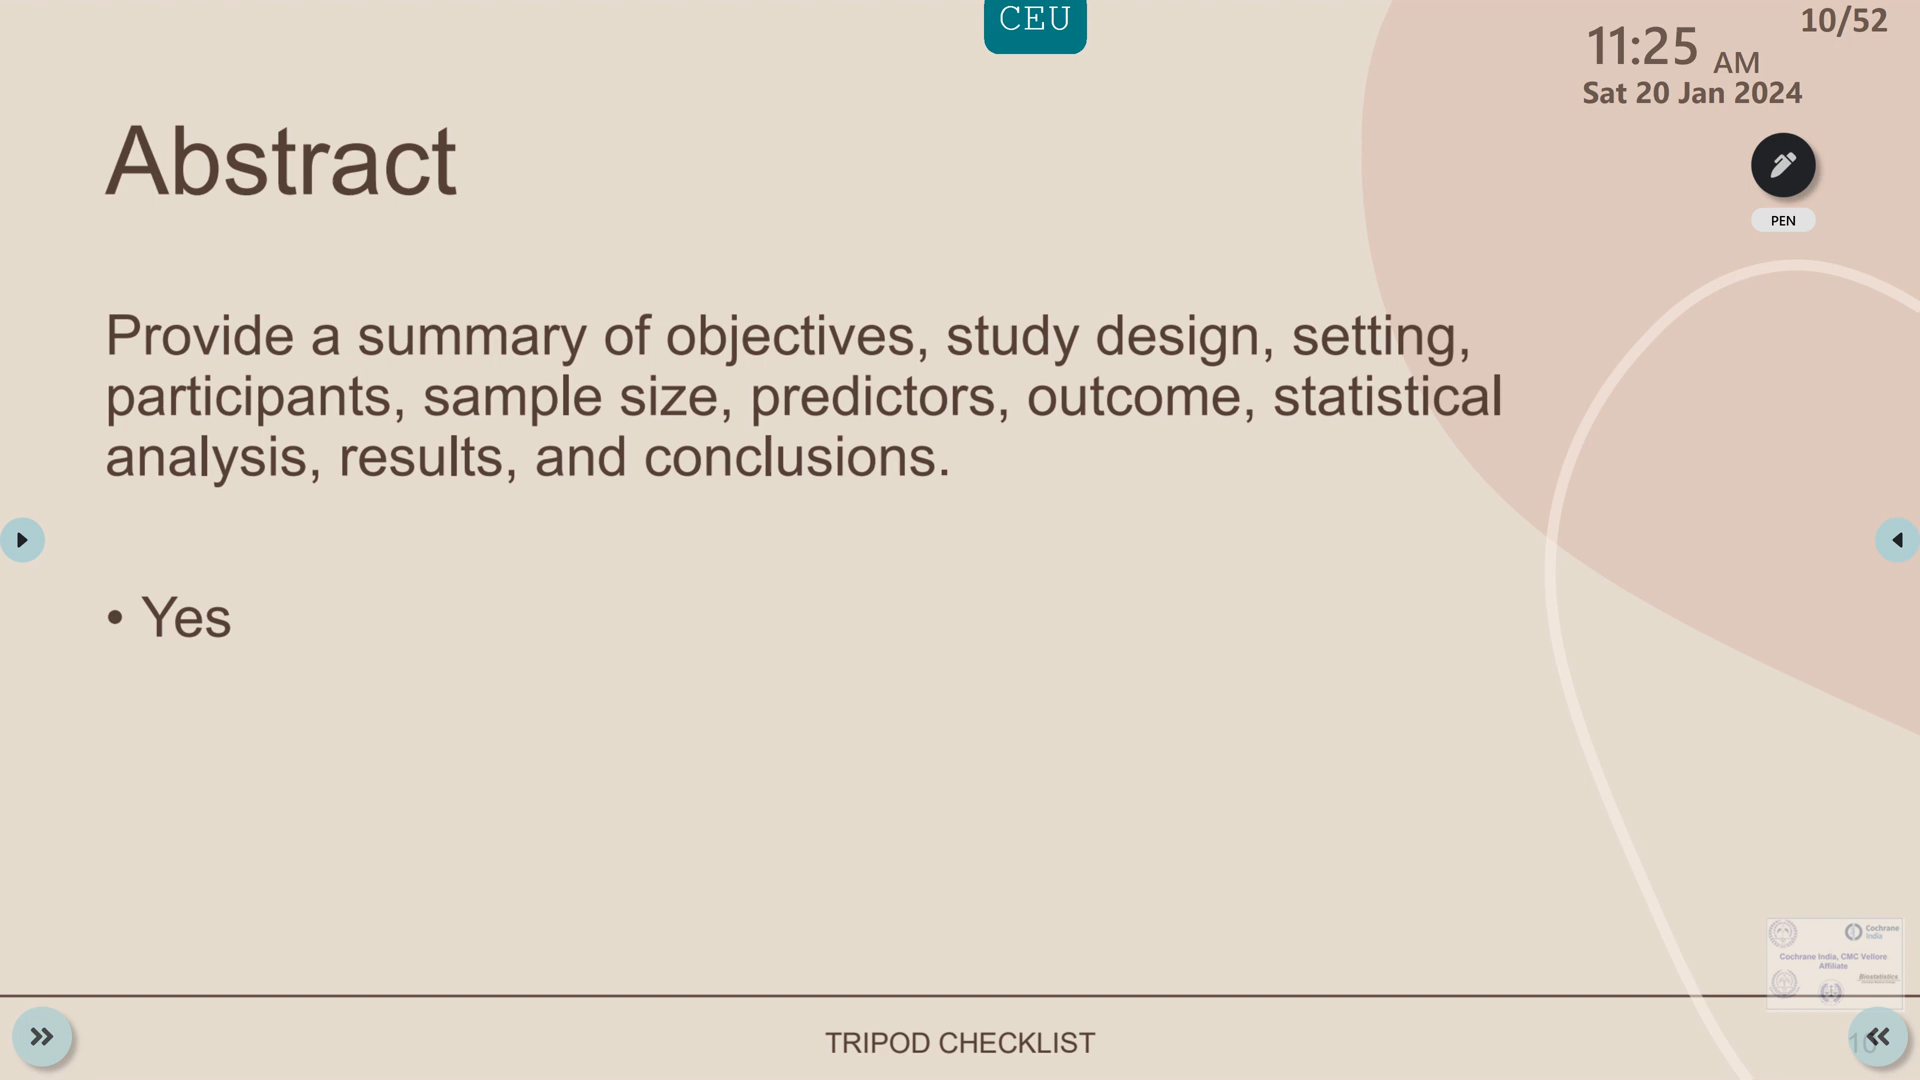 CEU
10/52
11:25 AM
Sat 20 Jan 2024
Abstract
PEN
Provide a summary of objectives, study design, setting,
participants, sample size, predictors, outcome, statistical
analysis, results, and conclusions.
• Yes
Cochrane
India
Cochrane India, CMC Vellore
Affiliate
Biostatistics
TRIPOD CHECKLIST
10